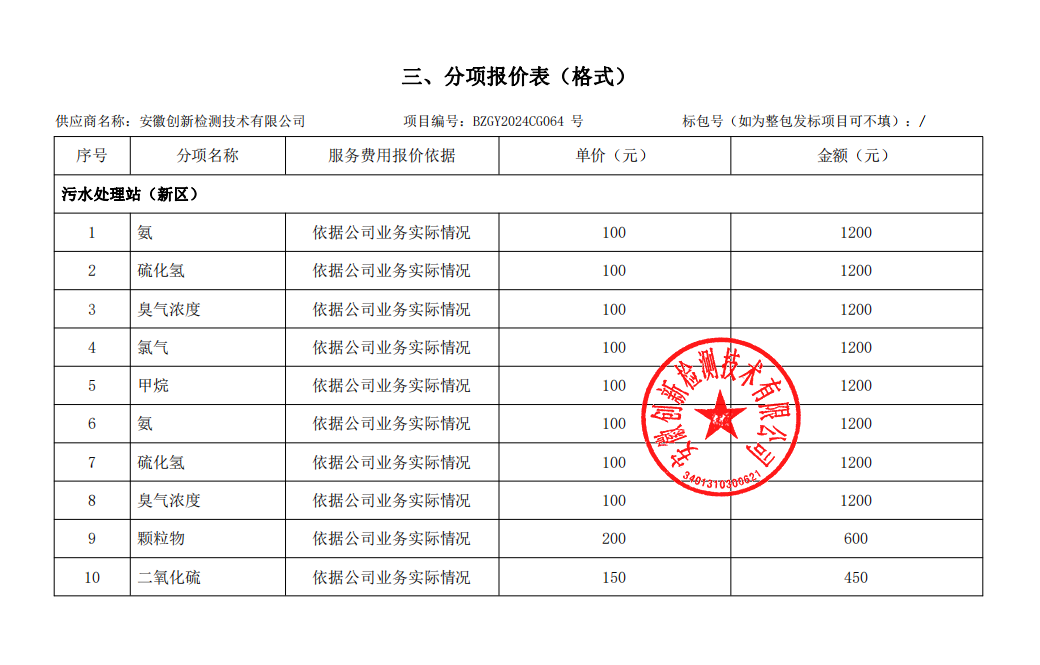 三、分项报价表（格式）
供应商名称：安徽创新检测技术有限公司 项目编号：BZGY2024CG064 号 标包号（如为整包发标项目可不填）：/
序号 分项名称 服务费用报价依据 单价（元） 金额（元）
污水处理站（新区）
1 氨 依据公司业务实际情况 100 1200
2 硫化氢 依据公司业务实际情况 100 1200
3 臭气浓度 依据公司业务实际情况 100 1200
4 氯气 依据公司业务实际情况 100 1200
5 甲烷 依据公司业务实际情况 100 1200
6 氨 依据公司业务实际情况 100 1200
7 硫化氢 依据公司业务实际情况 100 1200
8 臭气浓度 依据公司业务实际情况 100 1200
9 颗粒物 依据公司业务实际情况 200 600
10 二氧化硫 依据公司业务实际情况 150 450
安徽创新检测技术有限公司
3401310300621